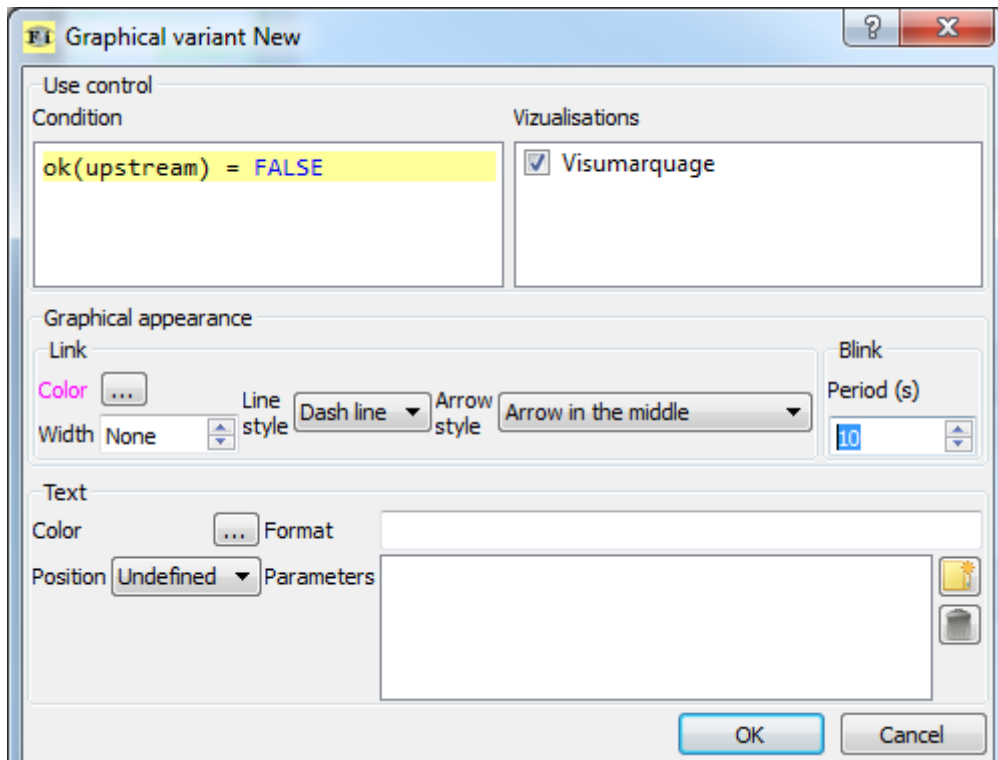 Fi Graphical variant New
Use control
Condition
Vizualisations
ok(upstream) = FALSE
Visumarquage
Graphical appearance
Link
Blink
Color ...
Line style Dash line
Arrow style Arrow in the middle
Period (s)
Width None
10
Text
Color ... Format
Position Undefined Parameters
OK Cancel